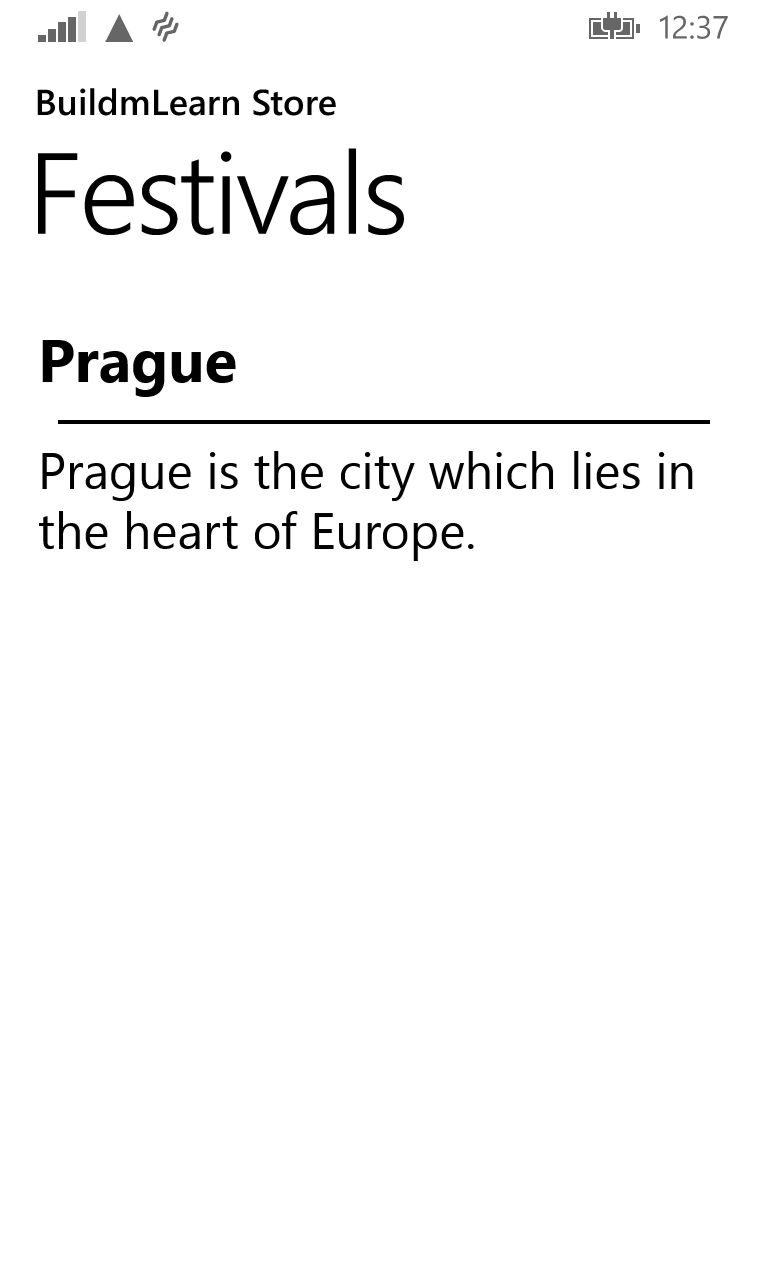 12:37
BuildmLearn Store
Festivals
Prague
Prague is the city which lies in
the heart of Europe.